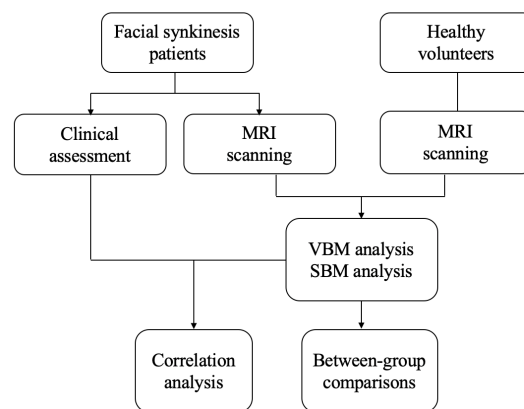 Facial synkinesis
patients
Healthy
volunteers
Clinical
assessment
MRI
scanning
MRI
scanning
VBM analysis
SBM analysis
Correlation
analysis
Between-group
comparisons